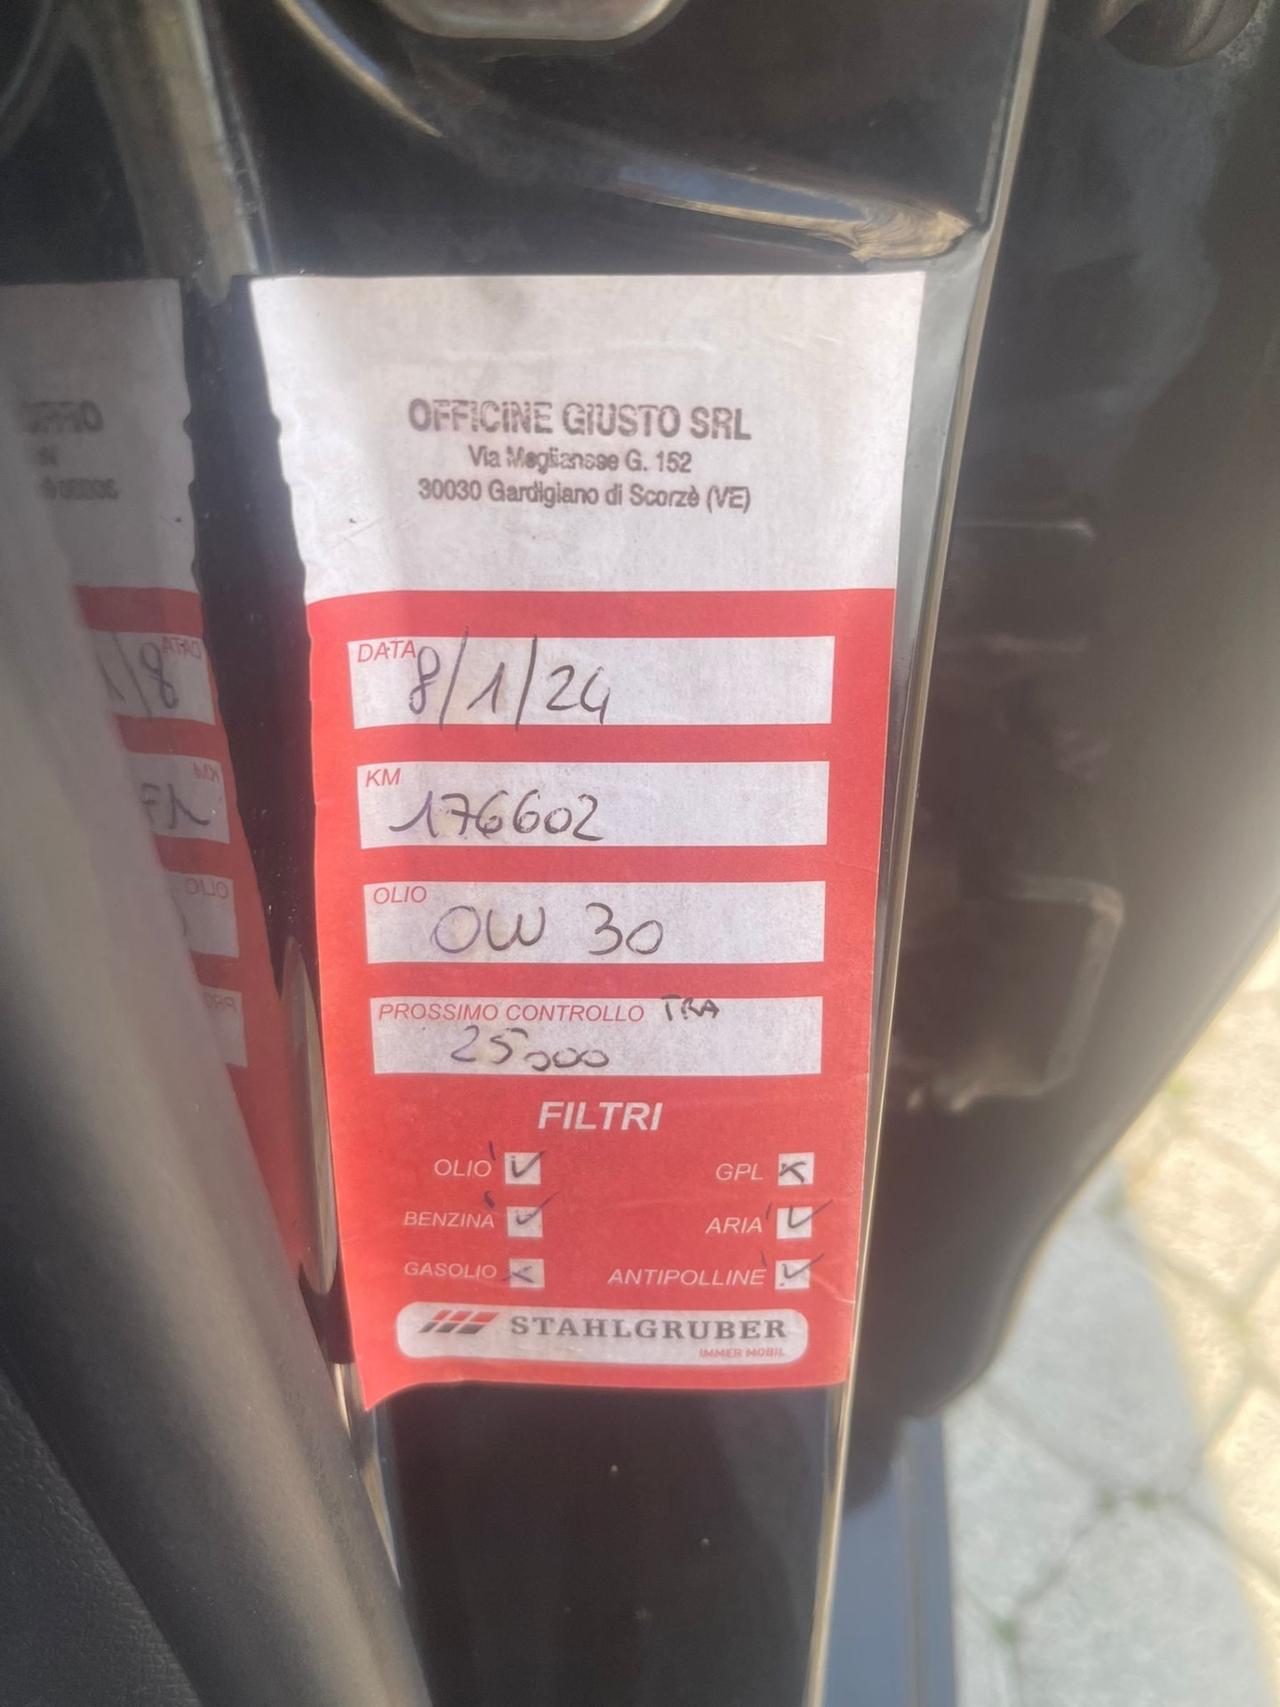 OFFICINE GIUSTO SRL
Via Moglianese G. 152
30030 Gardigiano di Scorzè (VE)
DATA 8/1/24
KM 176602
OLIO 0W 30
PROSSIMO CONTROLLO TRA
25000
FILTRI
OLIO GPL
BENZINA ARIA
GASOLIO ANTIPOLLINE
STAHLGRUBER
IMMER MOBIL